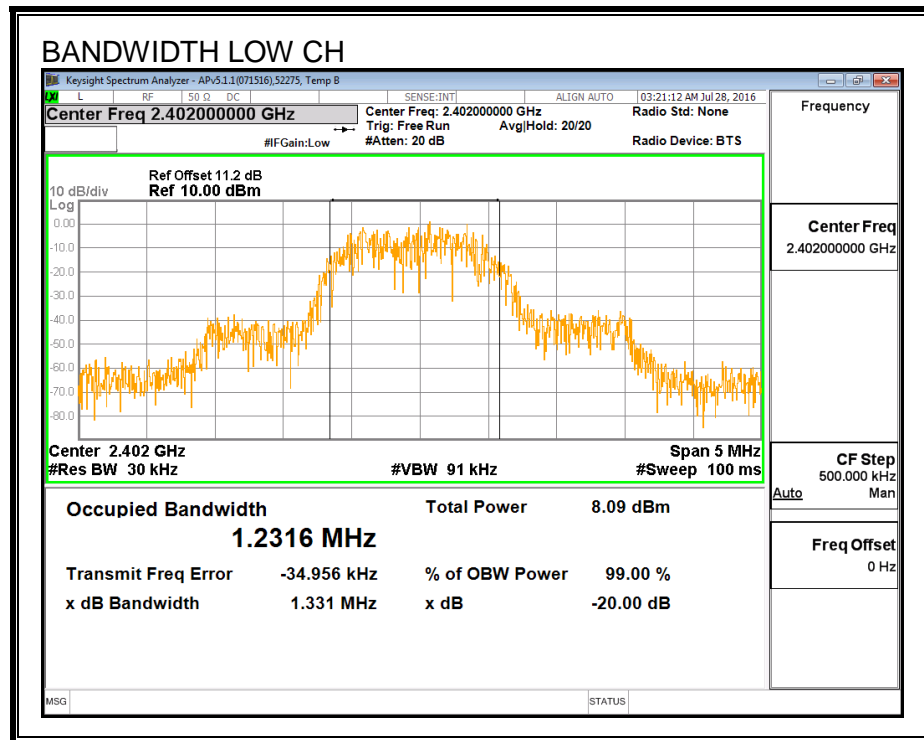 BANDWIDTH LOW CH
Keysight Spectrum Analyzer - APv5.1.1(071516),52275, Temp B
LXI L RF 50 Ω DC SENSE:INT ALIGN AUTO 03:21:12 AM Jul 28, 2016
Center Freq 2.402000000 GHz
Center Freq: 2.402000000 GHz Radio Std: None
Trig: Free Run Avg|Hold: 20/20
#IFGain:Low #Atten: 20 dB Radio Device: BTS
Ref Offset 11.2 dB
10 dB/div Ref 10.00 dBm
Log
0.00
-10.0
-20.0
-30.0
-40.0
-50.0
-60.0
-70.0
-80.0
Center 2.402 GHz Span 5 MHz
#Res BW 30 kHz #VBW 91 kHz #Sweep 100 ms
Occupied Bandwidth Total Power 8.09 dBm
1.2316 MHz
Transmit Freq Error -34.956 kHz % of OBW Power 99.00 %
x dB Bandwidth 1.331 MHz x dB -20.00 dB
Frequency
Center Freq
2.402000000 GHz
CF Step
500.000 kHz
Auto Man
Freq Offset
0 Hz
MSG STATUS